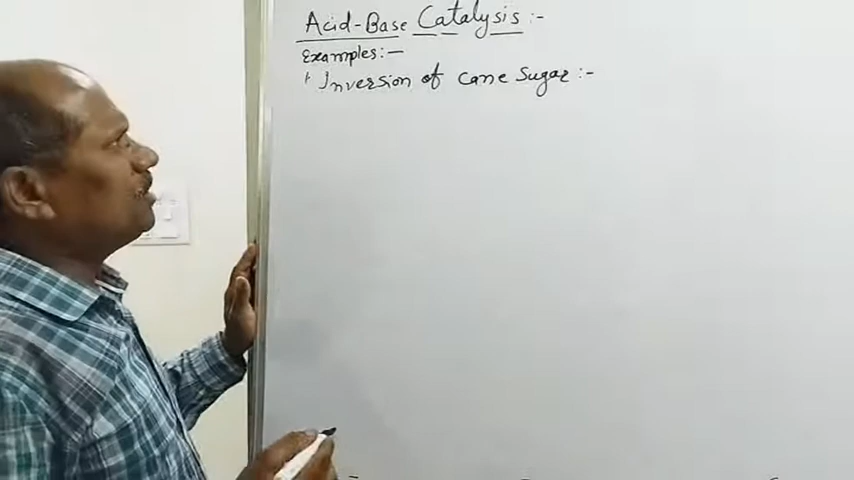 Acid-Base Catalysis :-
Examples:-
1 Inversion of cane Sugar :-